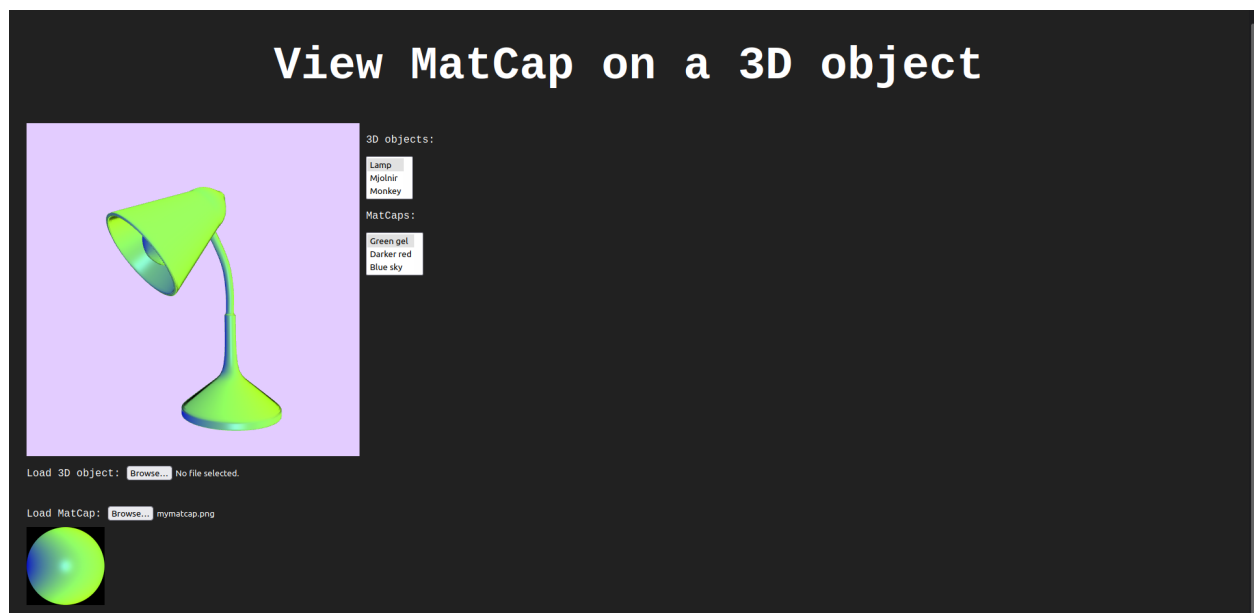 View MatCap on a 3D object
3D objects:
Lamp
Mjolnir
Monkey
MatCaps:
Green gel
Darker red
Blue sky
Load 3D object: Browse... No file selected.
Load MatCap: Browse... mymatcap.png